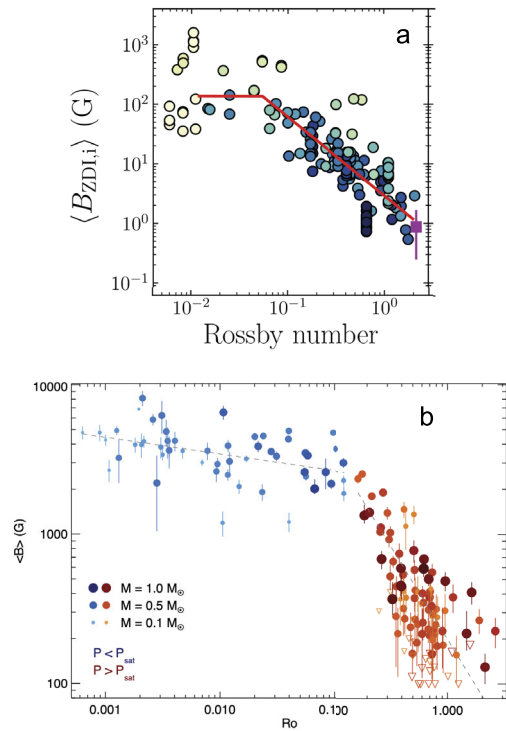 a
10³
10²
10¹
10⁰
10⁻¹
⟨B_ZDI,i⟩ (G)
10⁻² 10⁻¹ 10⁰
Rossby number
b
10000
1000
100
<B> (G)
M = 1.0 M☉
M = 0.5 M☉
M = 0.1 M☉
P < P_sat
P > P_sat
0.001 0.010 0.100 1.000
Ro